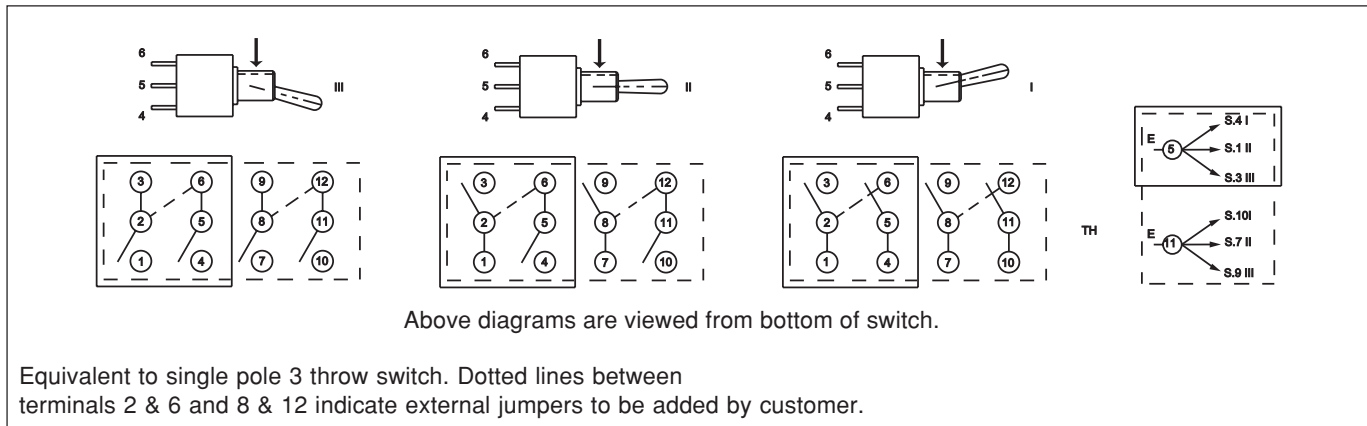 6
5
4
III
6
5
4
II
6
5
4
I
3 6 9 12
2 5 8 11
1 4 7 10
3 6 9 12
2 5 8 11
1 4 7 10
3 6 9 12
2 5 8 11
1 4 7 10
TH
S.4 I
E 5 S.1 II
S.3 III
S.10I
E 11 S.7 II
S.9 III
Above diagrams are viewed from bottom of switch.
Equivalent to single pole 3 throw switch. Dotted lines between
terminals 2 & 6 and 8 & 12 indicate external jumpers to be added by customer.